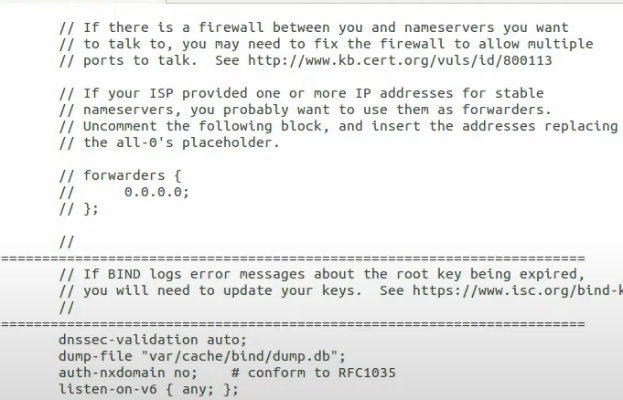 // If there is a firewall between you and nameservers you want
// to talk to, you may need to fix the firewall to allow multiple
// ports to talk.  See http://www.kb.cert.org/vuls/id/800113
// If your ISP provided one or more IP addresses for stable
// nameservers, you probably want to use them as forwarders.
// Uncomment the following block, and insert the addresses replacing
// the all-0's placeholder.
// forwarders {
//      0.0.0.0;
// };
//
========================================================================
// If BIND logs error messages about the root key being expired,
// you will need to update your keys.  See https://www.isc.org/bind-k
//
========================================================================
dnssec-validation auto;
dump-file "var/cache/bind/dump.db";
auth-nxdomain no;    # conform to RFC1035
listen-on-v6 { any; };